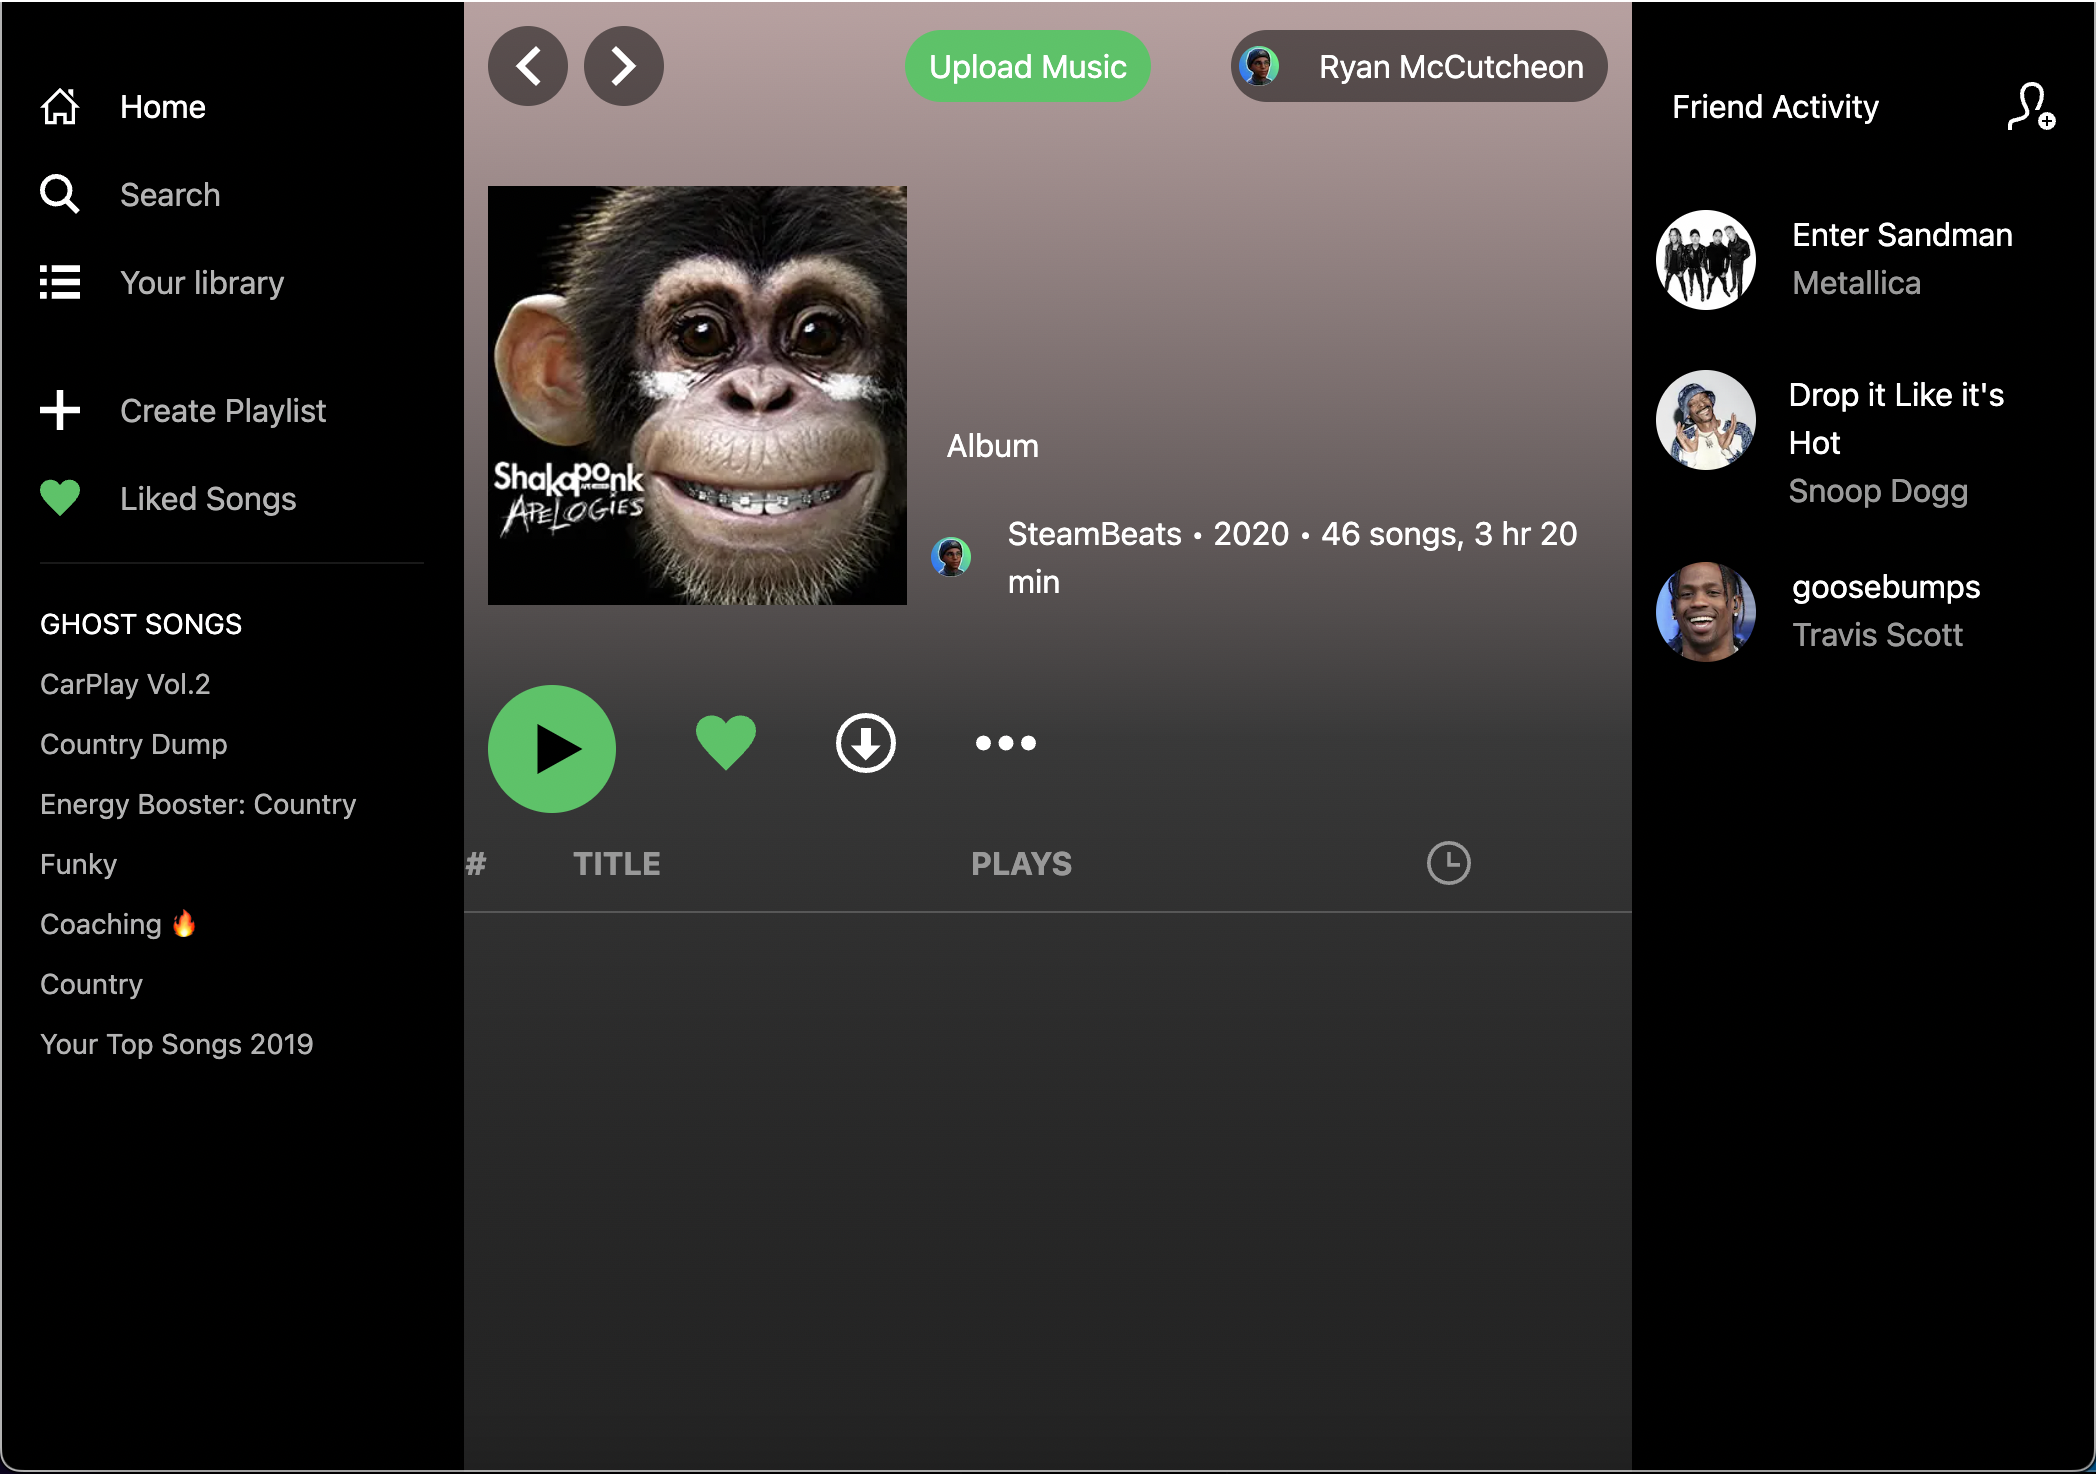 Home
Search
Your library
Create Playlist
Liked Songs
GHOST SONGS
CarPlay Vol.2
Country Dump
Energy Booster: Country
Funky
Coaching 🔥
Country
Your Top Songs 2019
Upload Music
Ryan McCutcheon
Shakaponk
APELOGIES
Album
SteamBeats • 2020 • 46 songs, 3 hr 20
min
# TITLE PLAYS
Friend Activity
Enter Sandman
Metallica
Drop it Like it's
Hot
Snoop Dogg
goosebumps
Travis Scott